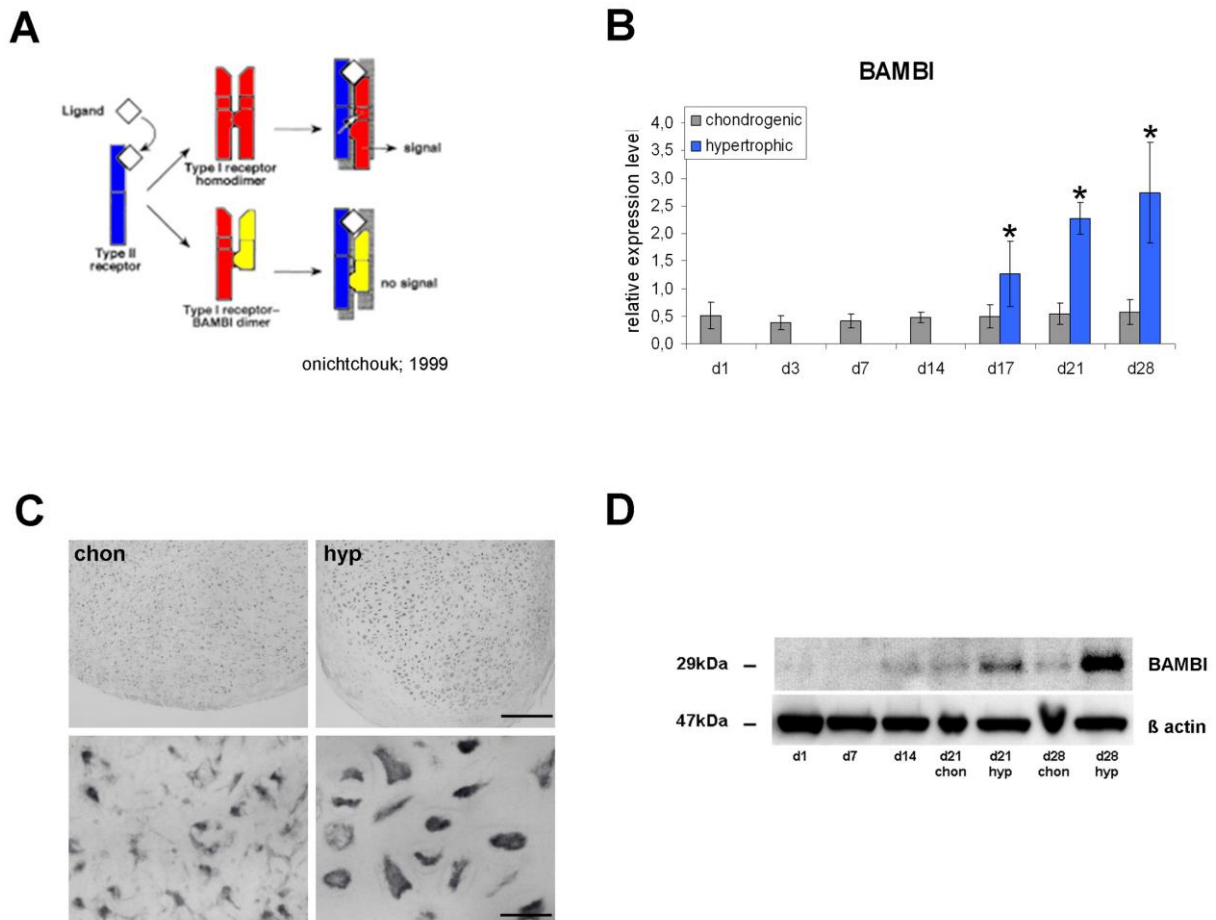 A
Ligand
Type II
receptor
Type I receptor
homodimer
signal
Type I receptor–
BAMBI dimer
no signal
onichtchouk; 1999
B
BAMBI
chondrogenic
hypertrophic
relative expression level
4,0
3,5
3,0
2,5
2,0
1,5
1,0
0,5
0,0
* * *
d1 d3 d7 d14 d17 d21 d28
C
chon
hyp
D
29kDa – BAMBI
47kDa – ß actin
d1 d7 d14 d21 d21 d28 d28
chon hyp chon hyp